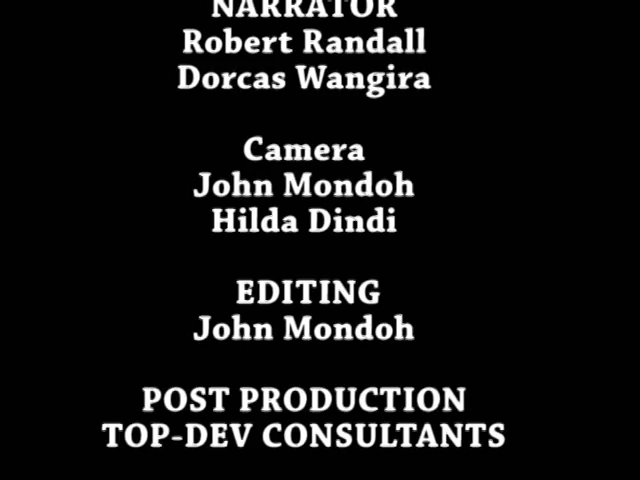 NARRATOR
Robert Randall
Dorcas Wangira
Camera
John Mondoh
Hilda Dindi
EDITING
John Mondoh
POST PRODUCTION
TOP-DEV CONSULTANTS